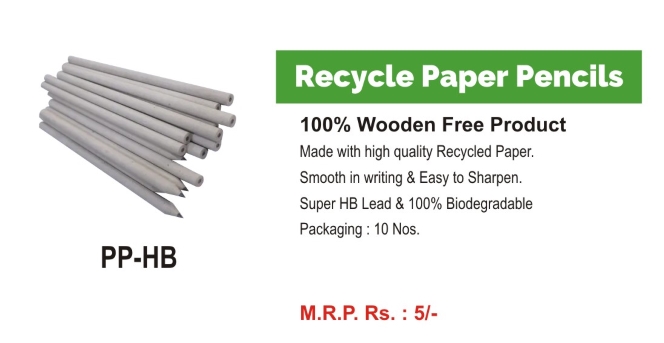 Recycle Paper Pencils
100% Wooden Free Product
Made with high quality Recycled Paper.
Smooth in writing & Easy to Sharpen.
Super HB Lead & 100% Biodegradable
Packaging : 10 Nos.
PP-HB
M.R.P. Rs. : 5/-